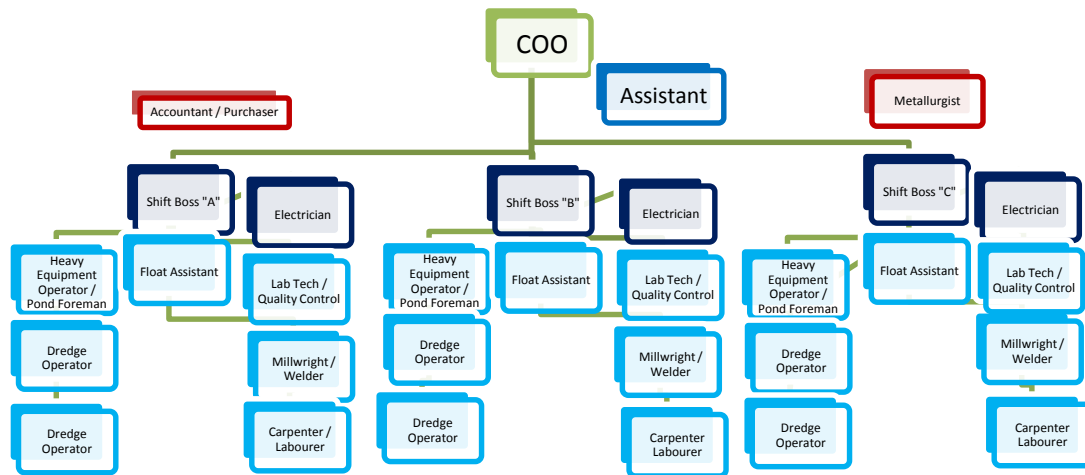 COO
Assistant
Accountant / Purchaser
Metallurgist
Shift Boss "A"
Electrician
Shift Boss "B"
Electrician
Shift Boss "C"
Electrician
Heavy
Equipment
Operator /
Pond Foreman
Float Assistant
Lab Tech /
Quality Control
Heavy
Equipment
Operator /
Pond Foreman
Float Assistant
Lab Tech /
Quality Control
Heavy
Equipment
Operator /
Pond Foreman
Float Assistant
Lab Tech /
Quality Control
Dredge
Operator
Millwright /
Welder
Dredge
Operator
Millwright /
Welder
Dredge
Operator
Millwright /
Welder
Dredge
Operator
Carpenter /
Labourer
Dredge
Operator
Carpenter
Labourer
Dredge
Operator
Carpenter
Labourer